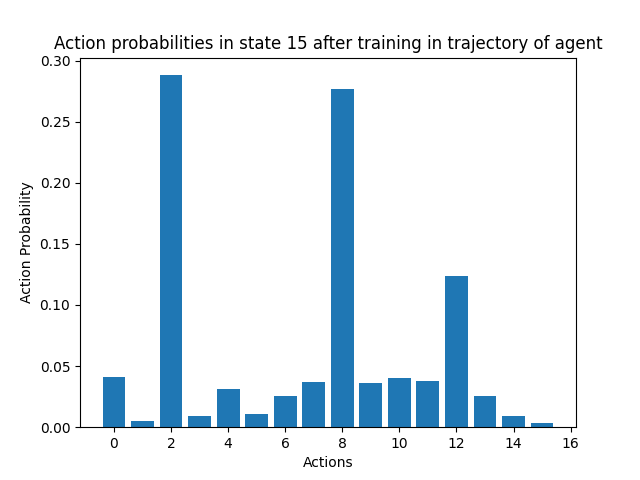 Action probabilities in state 15 after training in trajectory of agent
0.30
0.25
0.20
0.15
0.10
0.05
0.00
Action Probability
0 2 4 6 8 10 12 14 16
Actions